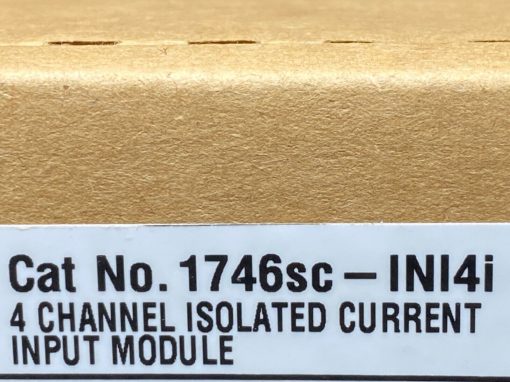 Cat No. 1746sc – INI4i
4 CHANNEL ISOLATED CURRENT
INPUT MODULE